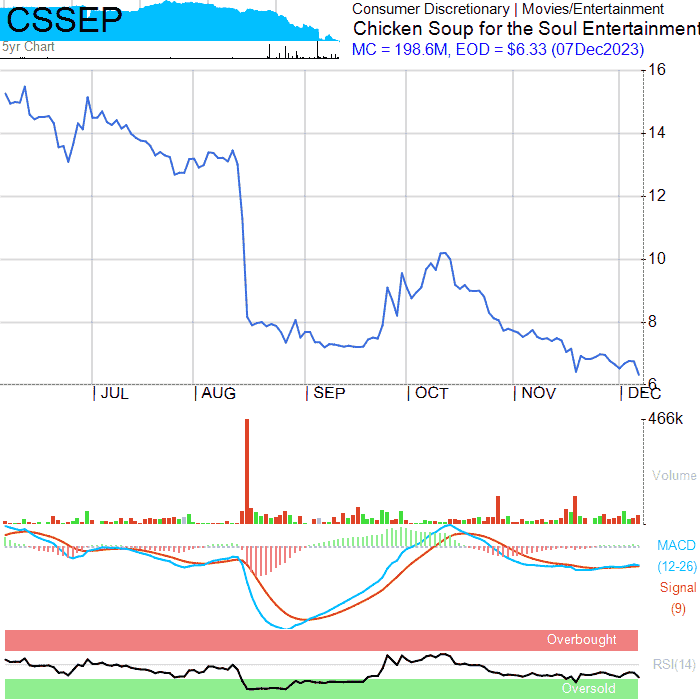 CSSEP
5yr Chart
Consumer Discretionary | Movies/Entertainment
Chicken Soup for the Soul Entertainment
MC = 198.6M, EOD = $6.33 (07Dec2023)
16
14
12
10
8
6
JUL
AUG
SEP
OCT
NOV
DEC
466k
Volume
MACD
(12-26)
Signal
(9)
Overbought
RSI(14)
Oversold